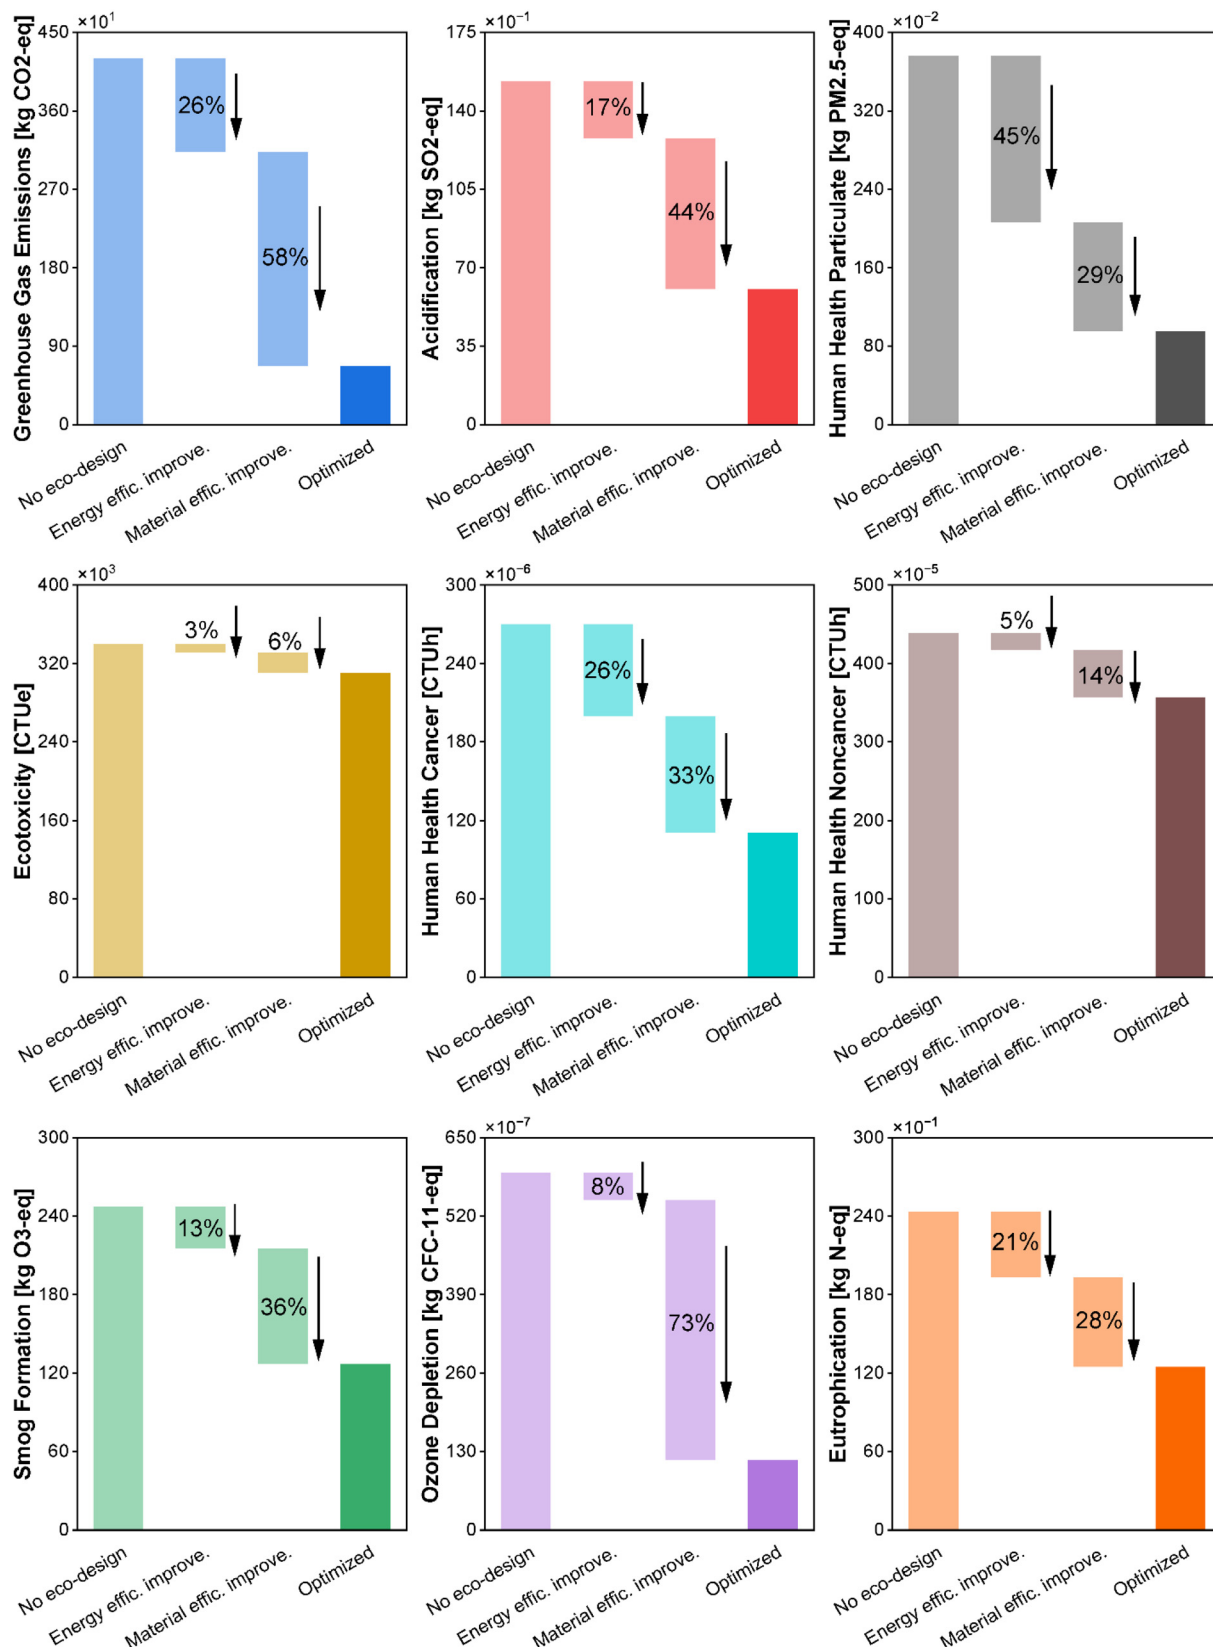 Greenhouse Gas Emissions [kg CO2-eq]
×10¹
450
360
270
180
90
0
26%
58%
No eco-design
Energy effic. improve.
Material effic. improve.
Optimized
Acidification [kg SO2-eq]
×10⁻¹
175
140
105
70
35
0
17%
44%
No eco-design
Energy effic. improve.
Material effic. improve.
Optimized
Human Health Particulate [kg PM2.5-eq]
×10⁻²
400
320
240
160
80
0
45%
29%
No eco-design
Energy effic. improve.
Material effic. improve.
Optimized
Ecotoxicity [CTUe]
×10³
400
320
240
160
80
0
3%
6%
No eco-design
Energy effic. improve.
Material effic. improve.
Optimized
Human Health Cancer [CTUh]
×10⁻⁶
300
240
180
120
60
0
26%
33%
No eco-design
Energy effic. improve.
Material effic. improve.
Optimized
Human Health Noncancer [CTUh]
×10⁻⁵
500
400
300
200
100
0
5%
14%
No eco-design
Energy effic. improve.
Material effic. improve.
Optimized
Smog Formation [kg O3-eq]
300
240
180
120
60
0
13%
36%
No eco-design
Energy effic. improve.
Material effic. improve.
Optimized
Ozone Depletion [kg CFC-11-eq]
×10⁻⁷
650
520
390
260
130
0
8%
73%
No eco-design
Energy effic. improve.
Material effic. improve.
Optimized
Eutrophication [kg N-eq]
×10⁻¹
300
240
180
120
60
0
21%
28%
No eco-design
Energy effic. improve.
Material effic. improve.
Optimized